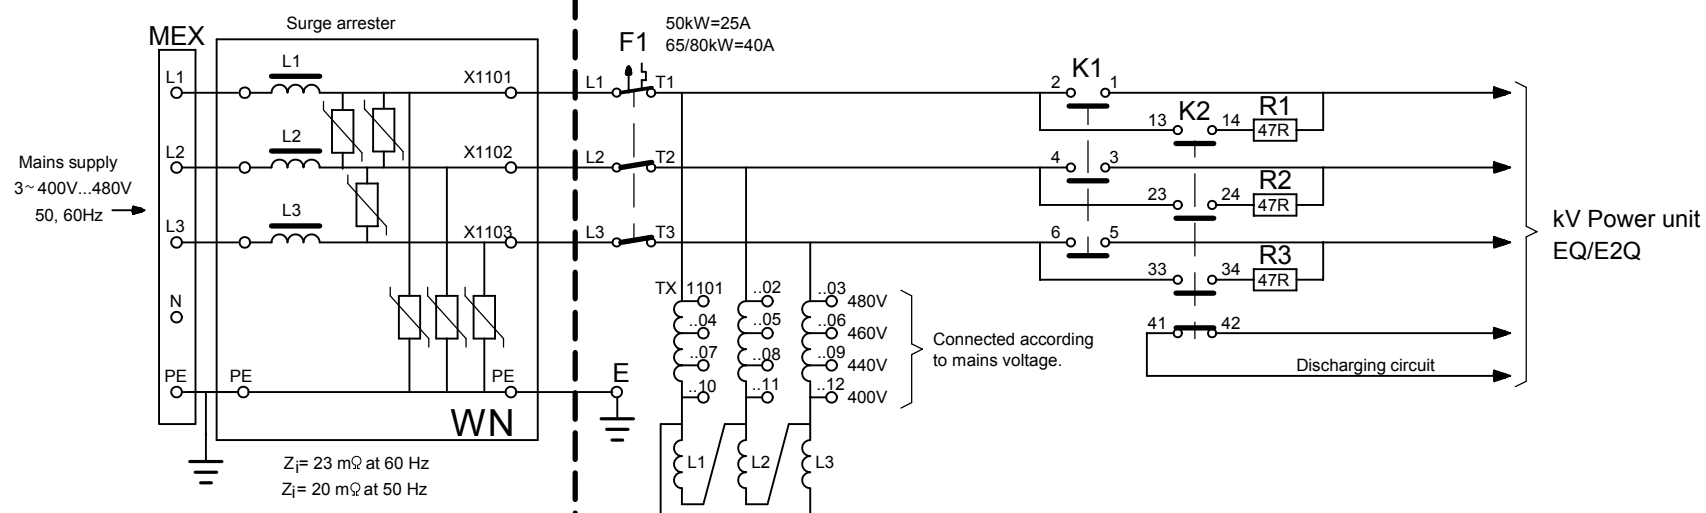 Surge arrester
50kW=25A
65/80kW=40A
MEX
F1
L1
L1
X1101
L1
T1
2
K1
1
K2
R1
13
14
47R
L2
L2
X1102
L2
T2
4
3
R2
23
24
47R
Mains supply
3~400V...480V
50, 60Hz
L3
L3
X1103
L3
T3
6
5
R3
33
34
47R
kV Power unit
EQ/E2Q
N
TX 1101
..02
..03
480V
..04
..05
..06
460V
..07
..08
..09
440V
..10
..11
..12
400V
Connected according
to mains voltage.
41
42
Discharging circuit
PE
PE
PE
E
WN
L1
L2
L3
Zi= 23 mΩ at 60 Hz
Zi= 20 mΩ at 50 Hz